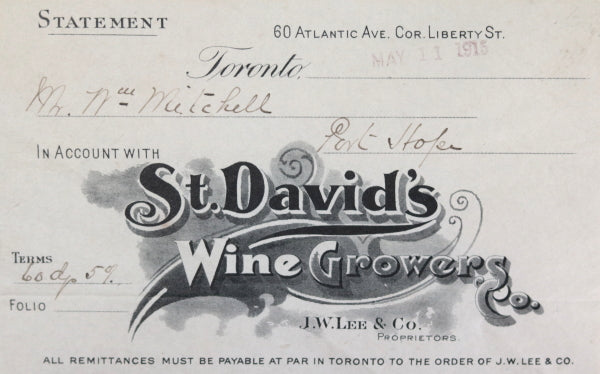 STATEMENT
60 ATLANTIC AVE. COR. LIBERTY ST.
Toronto, MAY 11 1915
Mr. Wm Mitchell
Port Hope
IN ACCOUNT WITH
St. David's
Wine Growers Co.
TERMS
60 dp 5%
FOLIO
J.W. LEE & CO.
PROPRIETORS.
ALL REMITTANCES MUST BE PAYABLE AT PAR IN TORONTO TO THE ORDER OF J.W. LEE & CO.